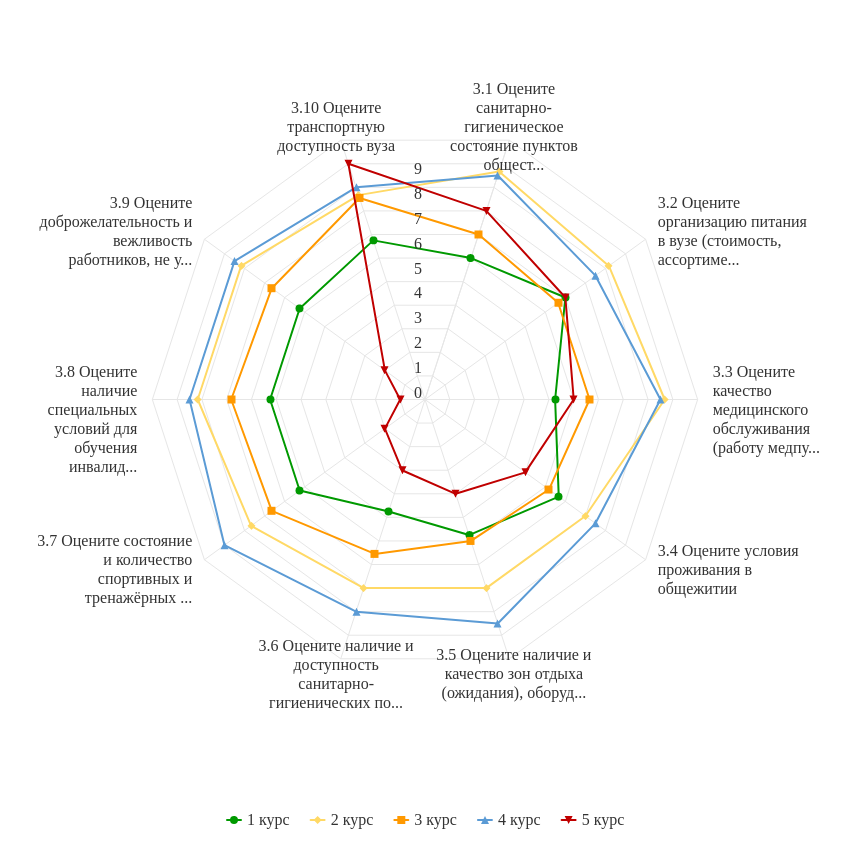 3.1 Оцените
санитарно-
гигиеническое
состояние пунктов
общест...
3.2 Оцените
организацию питания
в вузе (стоимость,
ассортиме...
3.3 Оцените
качество
медицинского
обслуживания
(работу медпу...
3.4 Оцените условия
проживания в
общежитии
3.5 Оцените наличие и
качество зон отдыха
(ожидания), оборуд...
3.6 Оцените наличие и
доступность
санитарно-
гигиенических по...
3.7 Оцените состояние
и количество
спортивных и
тренажёрных ...
3.8 Оцените
наличие
специальных
условий для
обучения
инвалид...
3.9 Оцените
доброжелательность и
вежливость
работников, не у...
3.10 Оцените
транспортную
доступность вуза
9
8
7
6
5
4
3
2
1
0
1 курс
2 курс
3 курс
4 курс
5 курс